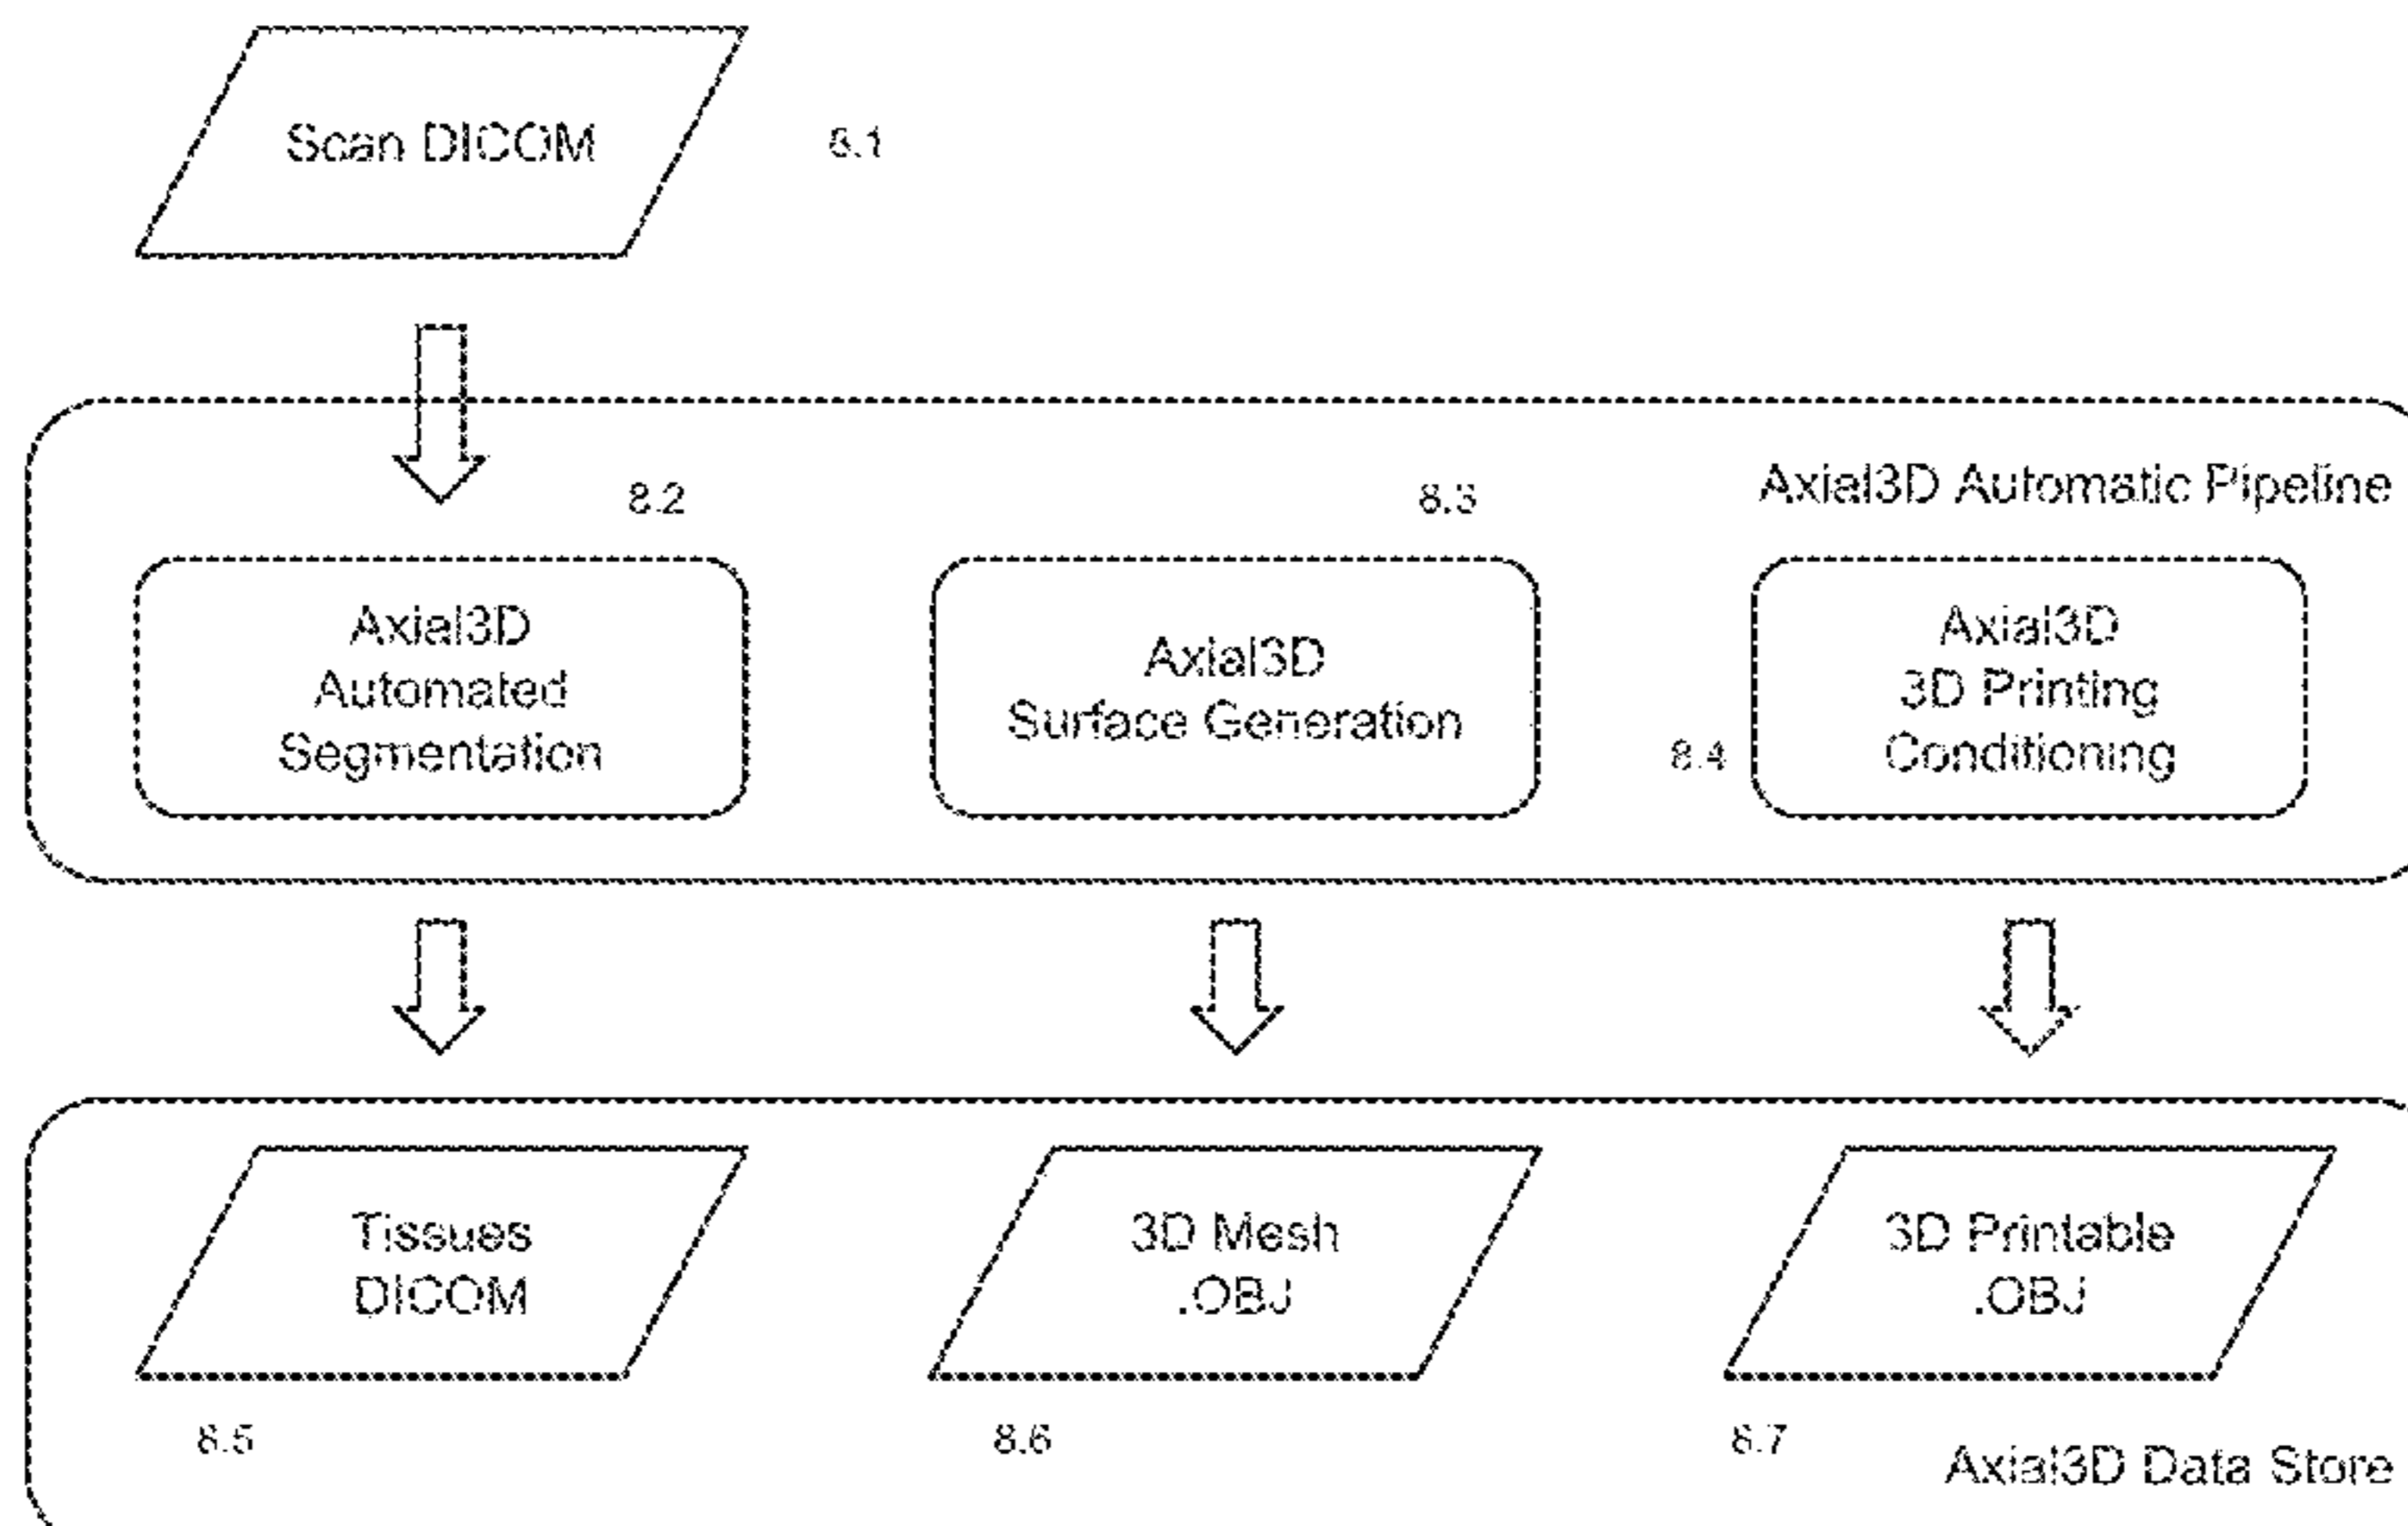 Scan DICOM
8.1
8.2
8.3
Axial3D Automatic Pipeline
Axial3D
Automated
Segmentation
Axial3D
Surface Generation
8.4
Axial3D
3D Printing
Conditioning
Tissues
DICOM
3D Mesh
.OBJ
3D Printable
.OBJ
8.5
8.6
8.7
Axial3D Data Store